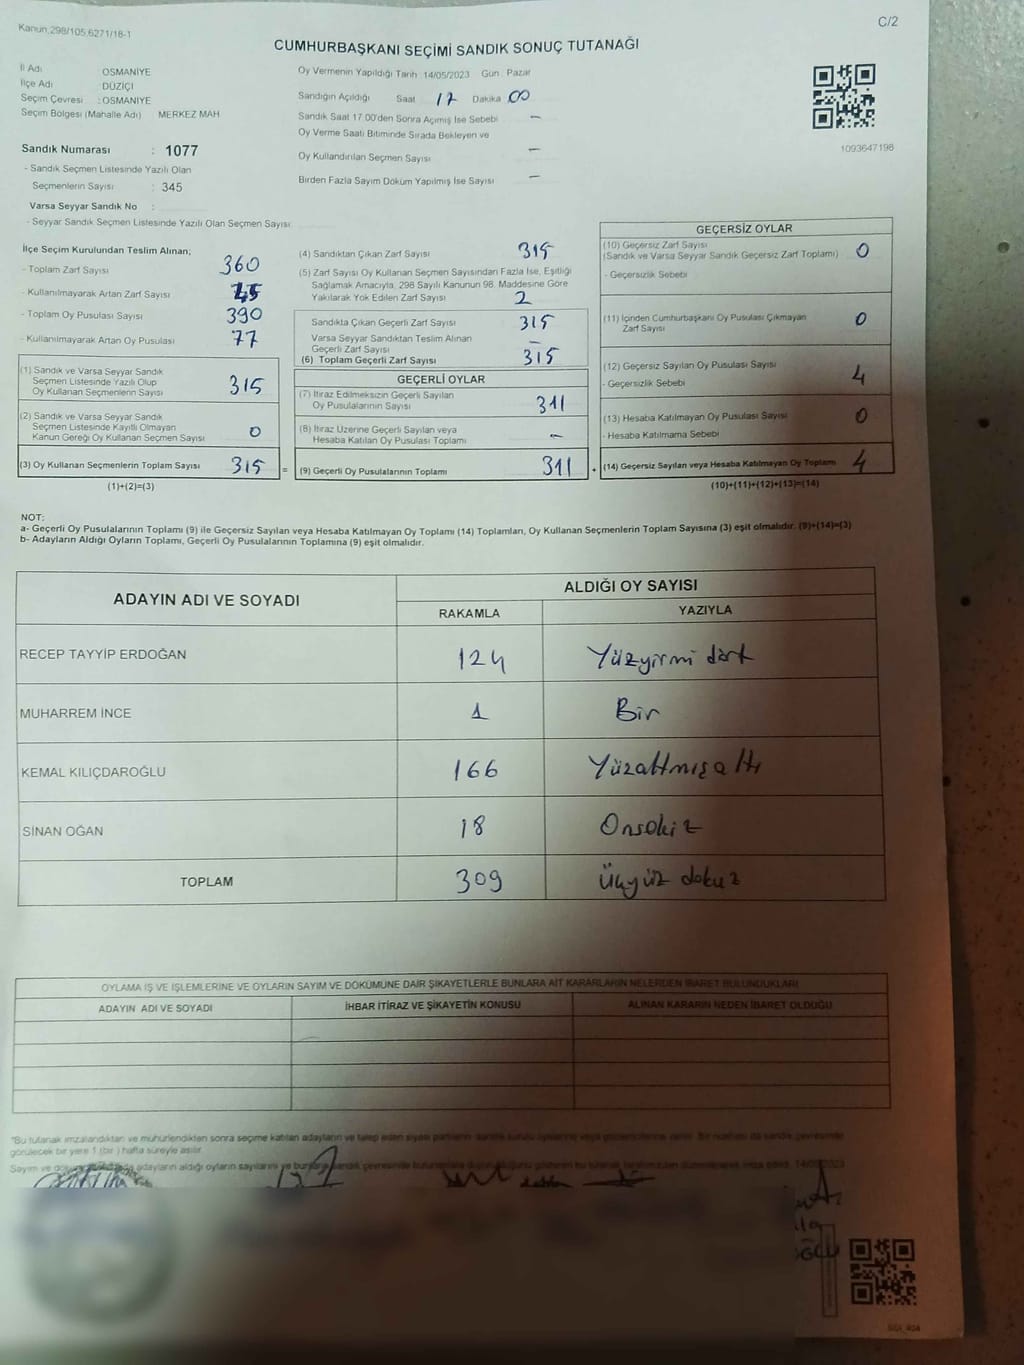 Kanun,298/105,6271/18-1
C/2
CUMHURBAŞKANI SEÇİMİ SANDIK SONUÇ TUTANAĞI
İl Adı OSMANİYE
İlçe Adı DÜZİÇİ
Seçim Çevresi : OSMANİYE
Seçim Bölgesi (Mahalle Adı) MERKEZ MAH
Sandık Numarası : 1077
- Sandık Seçmen Listesinde Yazılı Olan
Seçmenlerin Sayısı : 345
Varsa Seyyar Sandık No :
- Seyyar Sandık Seçmen Listesinde Yazılı Olan Seçmen Sayısı:
Oy Vermenin Yapıldığı Tarih 14/05/2023 Gün Pazar
Sandığın Açıldığı Saat 17 Dakika 00
Sandık Saat 17.00'den Sonra Açımış İse Sebebi –
Oy Verme Saati Bitiminde Sırada Bekleyen ve
Oy Kullandırılan Seçmen Sayısı –
Birden Fazla Sayım Döküm Yapılmış İse Sayısı –
1093647198
İlçe Seçim Kurulundan Teslim Alınan;
- Toplam Zarf Sayısı 360
- Kullanılmayarak Artan Zarf Sayısı
- Toplam Oy Pusulası Sayısı 390
- Kullanılmayarak Artan Oy Pusulası 77
(1) Sandık ve Varsa Seyyar Sandık
Seçmen Listesinde Yazılı Olup
Oy Kullanan Seçmenlerin Sayısı 315
(2) Sandık ve Varsa Seyyar Sandık
Seçmen Listesinde Kayıtlı Olmayan
Kanun Gereği Oy Kullanan Seçmen Sayısı 0
(3) Oy Kullanan Seçmenlerin Toplam Sayısı 315 =
(1)+(2)=(3)
(4) Sandıktan Çıkan Zarf Sayısı 315
(5) Zarf Sayısı Oy Kullanan Seçmen Sayısından Fazla İse, Eşitliği
Sağlamak Amacıyla, 298 Sayılı Kanunun 98. Maddesine Göre
Yakılarak Yok Edilen Zarf Sayısı 2
Sandıkta Çıkan Geçerli Zarf Sayısı 315
Varsa Seyyar Sandıktan Teslim Alınan
Geçerli Zarf Sayısı –
(6) Toplam Geçerli Zarf Sayısı 315
GEÇERLİ OYLAR
(7) İtiraz Edilmeksizin Geçerli Sayılan
Oy Pusulalarının Sayısı 311
(8) İtiraz Üzerine Geçerli Sayılan veya
Hesaba Katılan Oy Pusulası Toplamı –
(9) Geçerli Oy Pusulalarının Toplamı 311 +
GEÇERSİZ OYLAR
(10) Geçersiz Zarf Sayısı
(Sandık ve Varsa Seyyar Sandık Geçersiz Zarf Toplamı) 0
- Geçersizlik Sebebi
(11) İçinden Cumhurbaşkanı Oy Pusulası Çıkmayan
Zarf Sayısı 0
(12) Geçersiz Sayılan Oy Pusulası Sayısı 4
- Geçersizlik Sebebi
(13) Hesaba Katılmayan Oy Pusulası Sayısı 0
- Hesaba Katılmama Sebebi
(14) Geçersiz Sayılan veya Hesaba Katılmayan Oy Toplamı 4
(10)+(11)+(12)+(13)=(14)
NOT:
a- Geçerli Oy Pusulalarının Toplamı (9) ile Geçersiz Sayılan veya Hesaba Katılmayan Oy Toplamı (14) Toplamları, Oy Kullanan Seçmenlerin Toplam Sayısına (3) eşit olmalıdır. (9)+(14)=(3)
b- Adayların Aldığı Oyların Toplamı, Geçerli Oy Pusulalarının Toplamına (9) eşit olmalıdır.
ADAYIN ADI VE SOYADI ALDIĞI OY SAYISI
RAKAMLA YAZIYLA
RECEP TAYYİP ERDOĞAN 124 Yüzyirmi dört
MUHARREM İNCE 1 Bir
KEMAL KILIÇDAROĞLU 166 Yüzaltmışaltı
SİNAN OĞAN 18 Onsekiz
TOPLAM 309 Üçyüz dokuz
OYLAMA İŞ VE İŞLEMLERİNE VE OYLARIN SAYIM VE DÖKÜMÜNE DAİR ŞİKAYETLERLE BUNLARA AİT KARARLARIN NELERDEN İBARET BULUNDUKLARI
ADAYIN ADI VE SOYADI İHBAR İTİRAZ VE ŞİKAYETİN KONUSU ALINAN KARARIN NEDEN İBARET OLDUĞU
"Bu tutanak imzalandıktan ve mühürlendikten sonra seçime katılan adayların ve talep eden siyasi partilerin sandık kurulu üyelerine veya gözlemcilerine verilir. Bir nüshası da sandık çevresinde
görülecek bir yere 1 (bir) hafta süreyle asılır.
Sayım ve adayların aldığı oyların sayılarını ve sandık çevresinde 14/05/2023